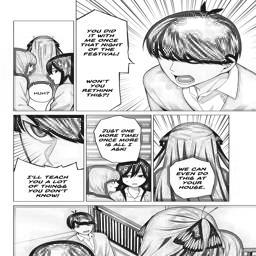 YOU DID
IT WITH
ME ONCE
THAT NIGHT
OF THE
FESTIVAL!
WON'T
YOU
RETHINK
THIS?!
HUH?
JUST ONE
MORE TIME!
ONCE MORE
IS ALL I
ASK!
WE CAN
EVEN DO
THIS AT
YOUR
HOUSE.
I'LL TEACH
YOU A LOT
OF THINGS
YOU DON'T
KNOW!